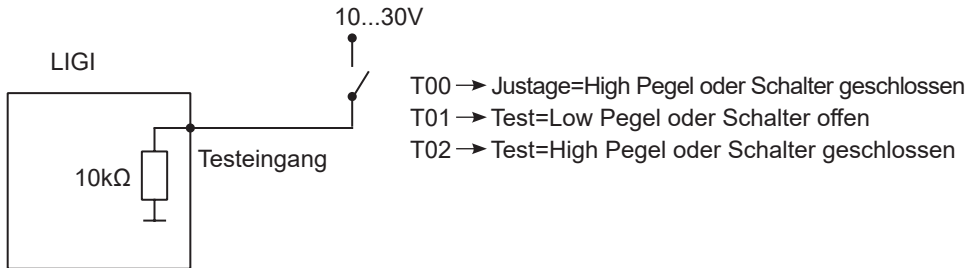 10...30V
LIGI
T00 → Justage=High Pegel oder Schalter geschlossen
T01 → Test=Low Pegel oder Schalter offen
T02 → Test=High Pegel oder Schalter geschlossen
Testeingang
10kΩ